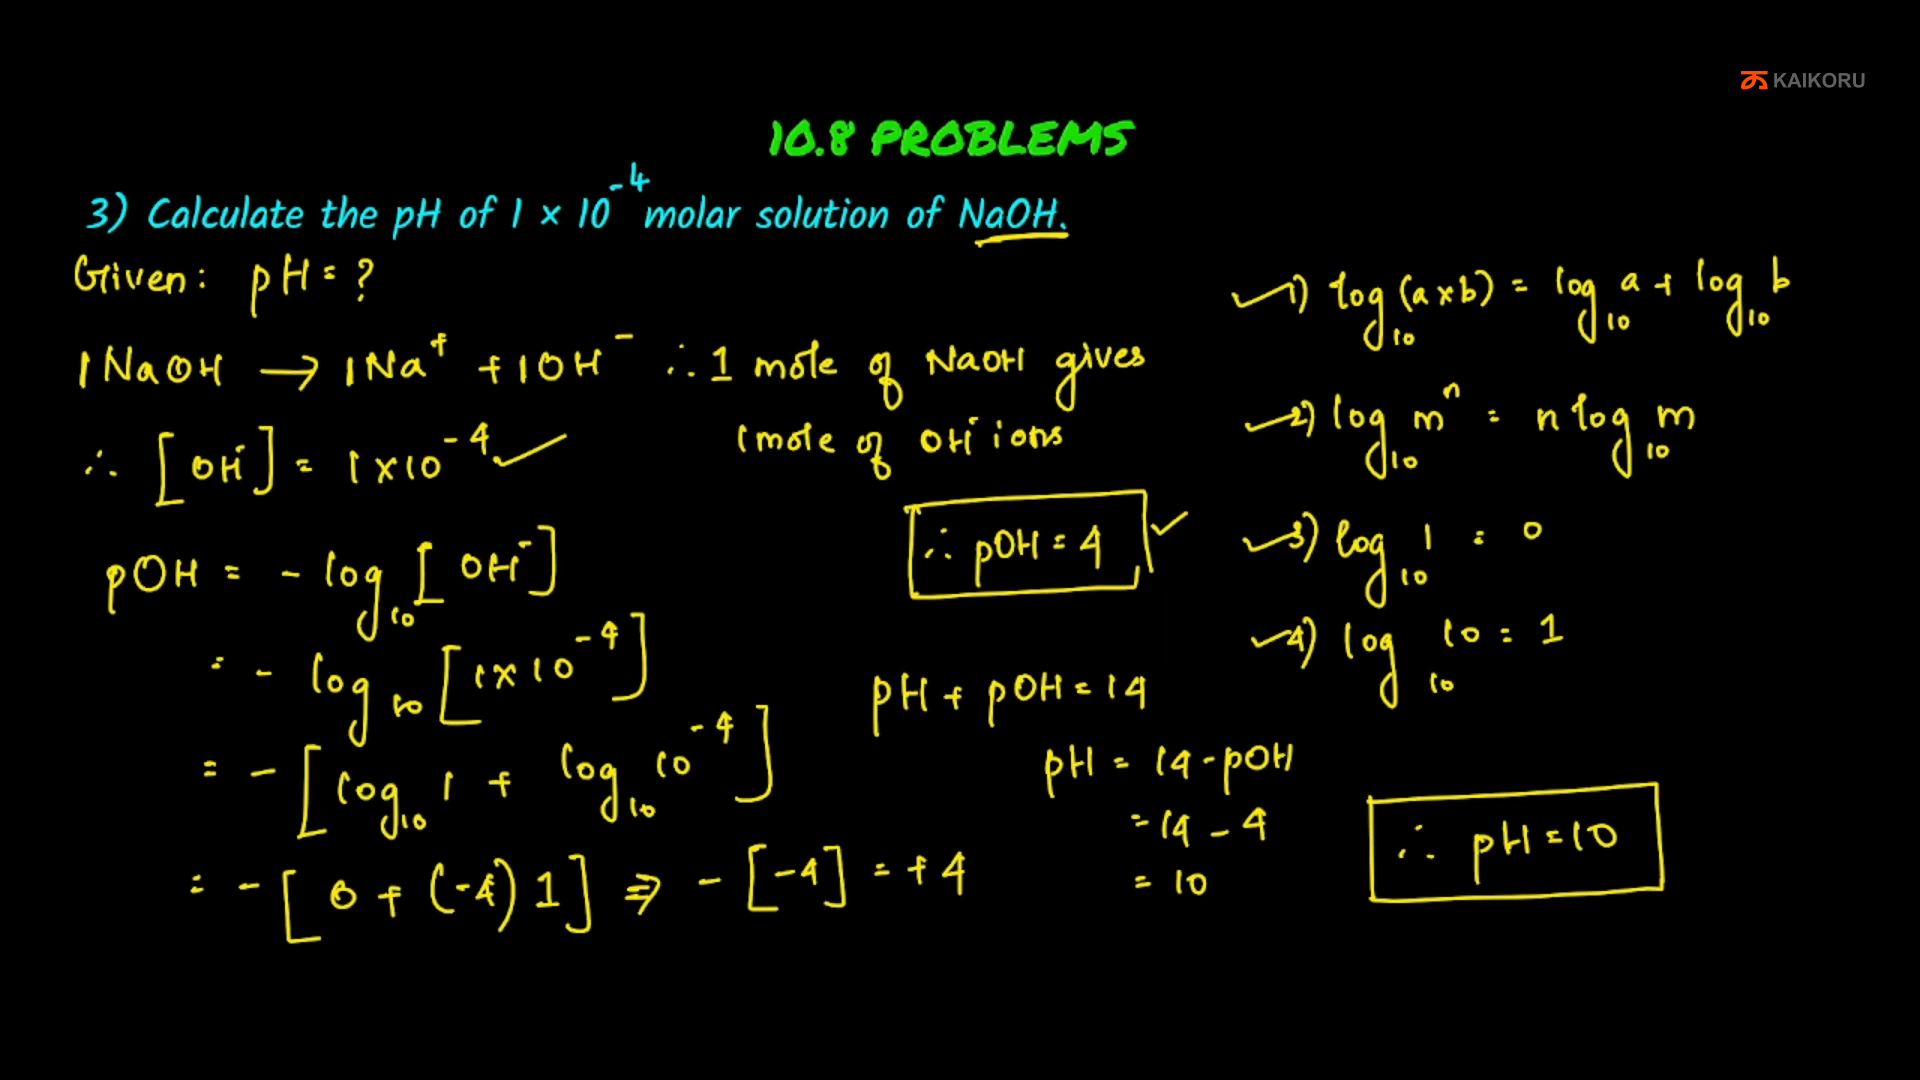 KAIKORU
10.8 PROBLEMS
3) Calculate the pH of 1 × 10⁻⁴ molar solution of NaOH.
Given: pH = ?
1 NaOH → 1Na⁺ + 1OH⁻ ∴ 1 mole of NaOH gives
1 mole of OH⁻ ions
∴ [OH⁻] = 1×10⁻⁴ ✓
pOH = - log₁₀ [OH⁻]
= - log₁₀ [1×10⁻⁴]
= - [log₁₀ 1 + log₁₀ 10⁻⁴]
= - [0 + (-4) 1] ⇒ - [-4] = +4
∴ pOH = 4 ✓
pH + pOH = 14
pH = 14 - pOH
= 14 - 4
= 10
✓1) log₁₀ (a×b) = log₁₀ a + log₁₀ b
✓2) log₁₀ mⁿ = n log₁₀ m
✓3) log₁₀ 1 = 0
✓4) log₁₀ 10 = 1
∴ pH = 10